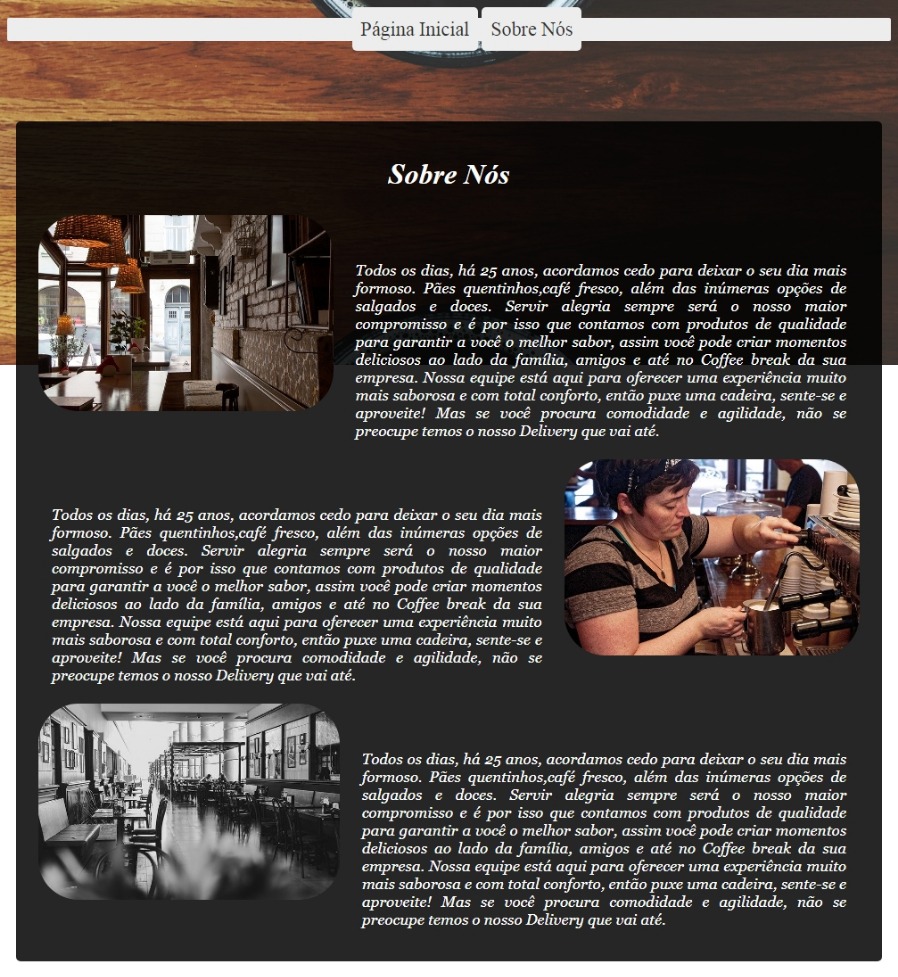 Página Inicial Sobre Nós
Sobre Nós
Todos os dias, há 25 anos, acordamos cedo para deixar o seu dia mais
formoso. Pães quentinhos,café fresco, além das inúmeras opções de
salgados e doces. Servir alegria sempre será o nosso maior
compromisso e é por isso que contamos com produtos de qualidade
para garantir a você o melhor sabor, assim você pode criar momentos
deliciosos ao lado da família, amigos e até no Coffee break da sua
empresa. Nossa equipe está aqui para oferecer uma experiência muito
mais saborosa e com total conforto, então puxe uma cadeira, sente-se e
aproveite! Mas se você procura comodidade e agilidade, não se
preocupe temos o nosso Delivery que vai até.
Todos os dias, há 25 anos, acordamos cedo para deixar o seu dia mais
formoso. Pães quentinhos,café fresco, além das inúmeras opções de
salgados e doces. Servir alegria sempre será o nosso maior
compromisso e é por isso que contamos com produtos de qualidade
para garantir a você o melhor sabor, assim você pode criar momentos
deliciosos ao lado da família, amigos e até no Coffee break da sua
empresa. Nossa equipe está aqui para oferecer uma experiência muito
mais saborosa e com total conforto, então puxe uma cadeira, sente-se e
aproveite! Mas se você procura comodidade e agilidade, não se
preocupe temos o nosso Delivery que vai até.
Todos os dias, há 25 anos, acordamos cedo para deixar o seu dia mais
formoso. Pães quentinhos,café fresco, além das inúmeras opções de
salgados e doces. Servir alegria sempre será o nosso maior
compromisso e é por isso que contamos com produtos de qualidade
para garantir a você o melhor sabor, assim você pode criar momentos
deliciosos ao lado da família, amigos e até no Coffee break da sua
empresa. Nossa equipe está aqui para oferecer uma experiência muito
mais saborosa e com total conforto, então puxe uma cadeira, sente-se e
aproveite! Mas se você procura comodidade e agilidade, não se
preocupe temos o nosso Delivery que vai até.